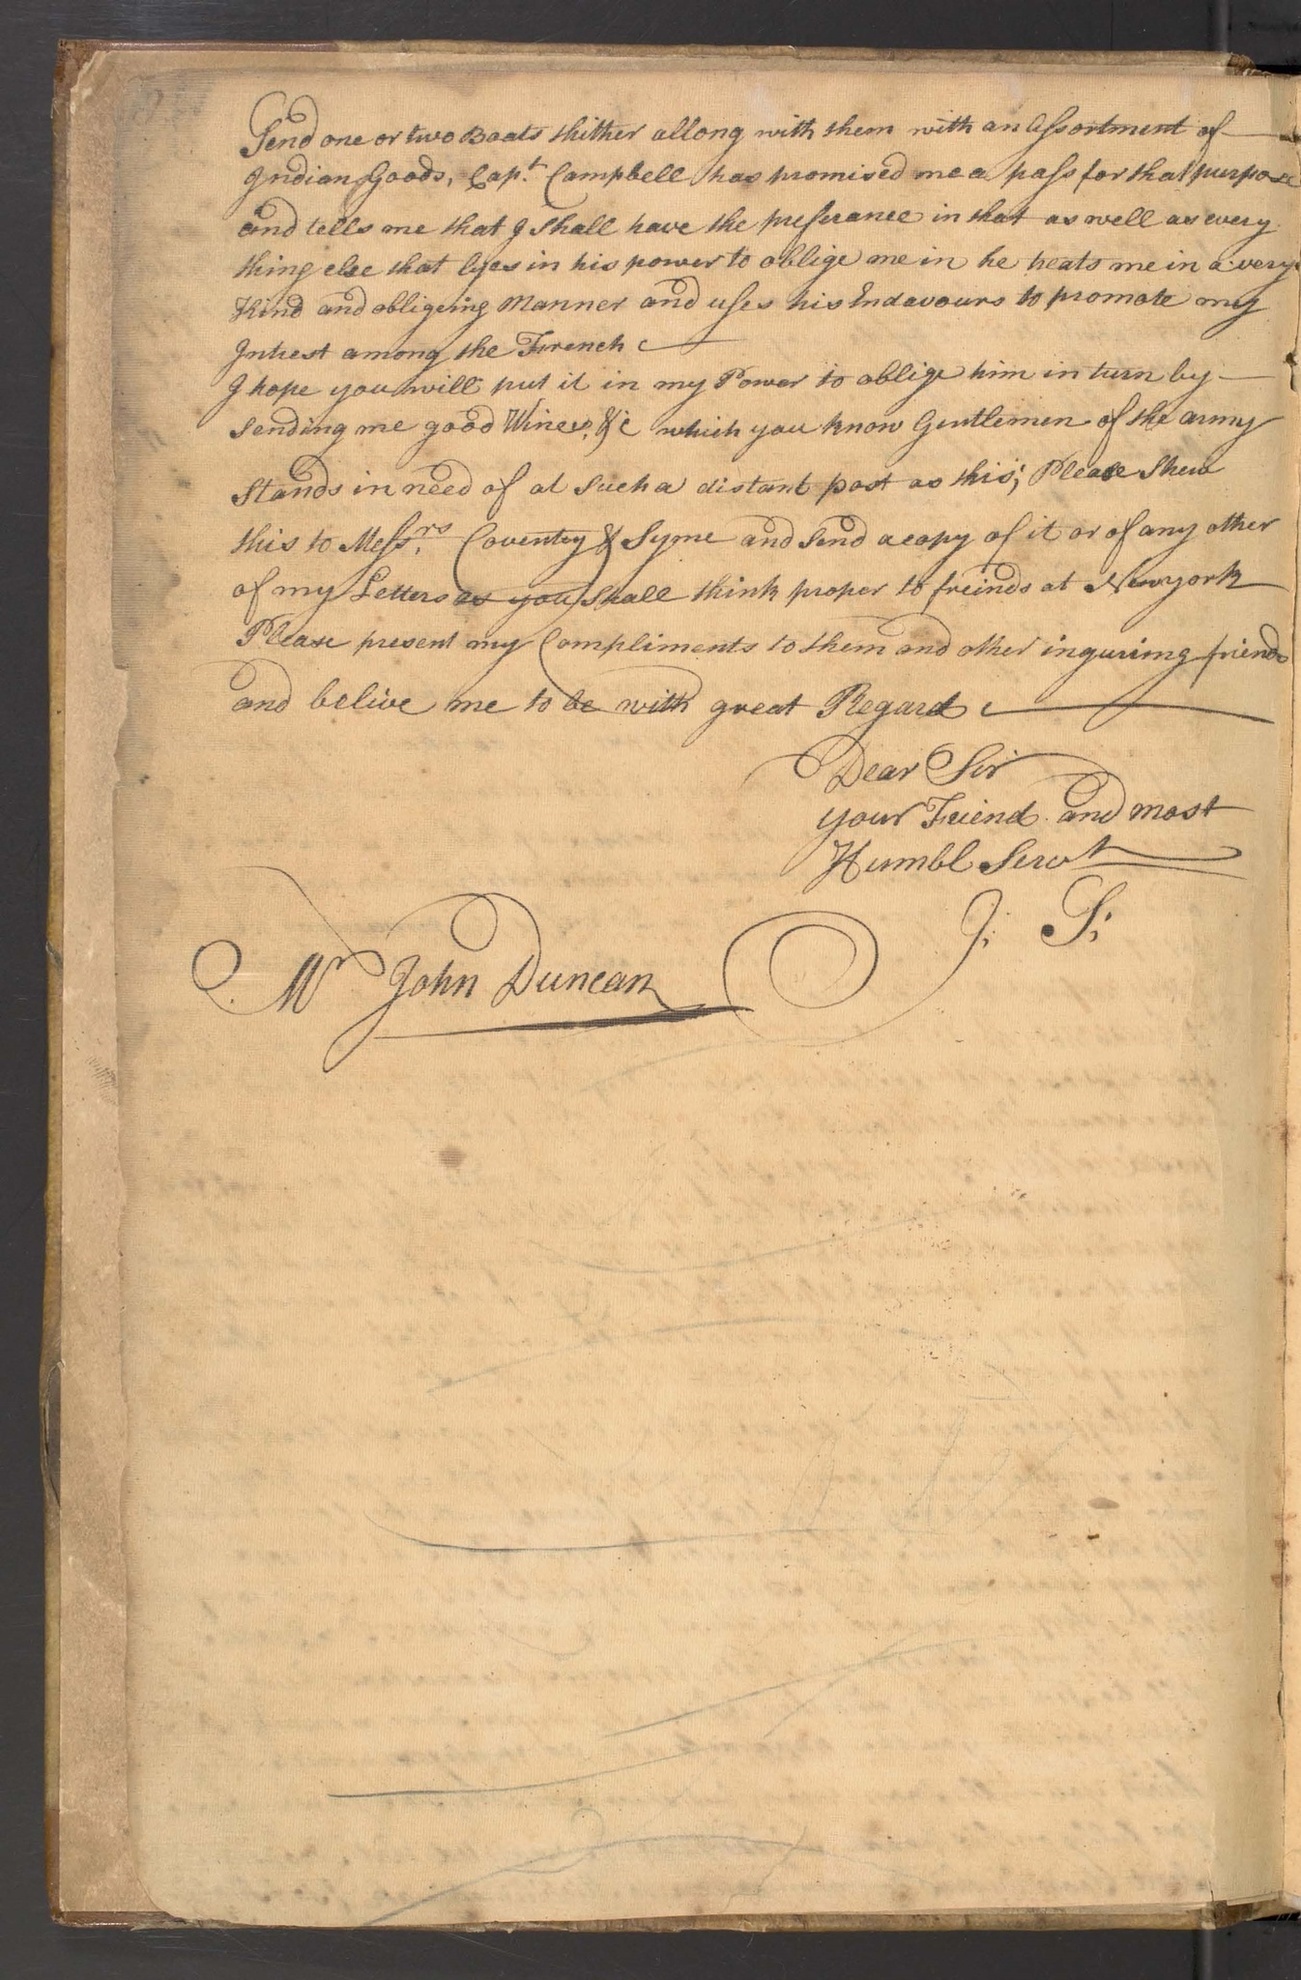 Send one or two Boats thither allong with them with an assortment of
Indian Goods, Capt. Campbell has promised me a pass for that purpose
and tells me that I shall have the preferance in that as well as every
thing else that lyes in his power to oblige me in he treats me in a very
Kind and obligeing Manner and uses his Indavours to promote my
Intrest among the French
I hope you will put it in my Power to oblige him in turn by
sending me good Wines, &c which you know Gentlemen of the army
Stands in need of at such a distant post as this; Please Shew
this to Messrs. Coventry & Syme and Send a copy of it or of any other
of my Letters as you shall think proper to freinds at Newyork
Please present my Compliments to them and other inquiring friends
and belive me to be with great Regard
Dear Sir
your Friend and most
Humbl Servt
J: S:
Mr John Duncan